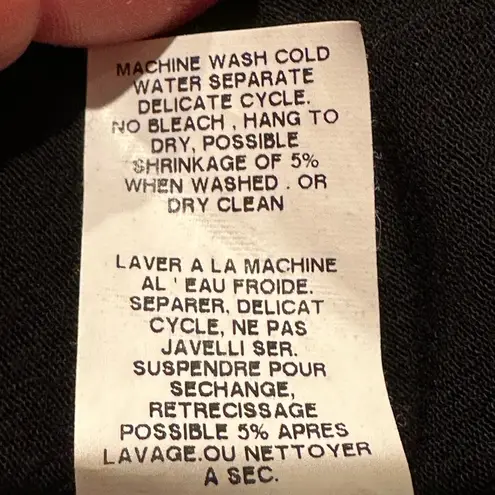 MACHINE WASH COLD
WATER SEPARATE
DELICATE CYCLE.
NO BLEACH , HANG TO
DRY, POSSIBLE
SHRINKAGE OF 5%
WHEN WASHED . OR
DRY CLEAN
LAVER A LA MACHINE
AL ' EAU FROIDE.
SEPARER, DELICAT
CYCLE, NE PAS
JAVELLI SER.
SUSPENDRE POUR
SECHANGE,
RETRECISSAGE
POSSIBLE 5% APRES
LAVAGE.OU NETTOYER
A SEC.